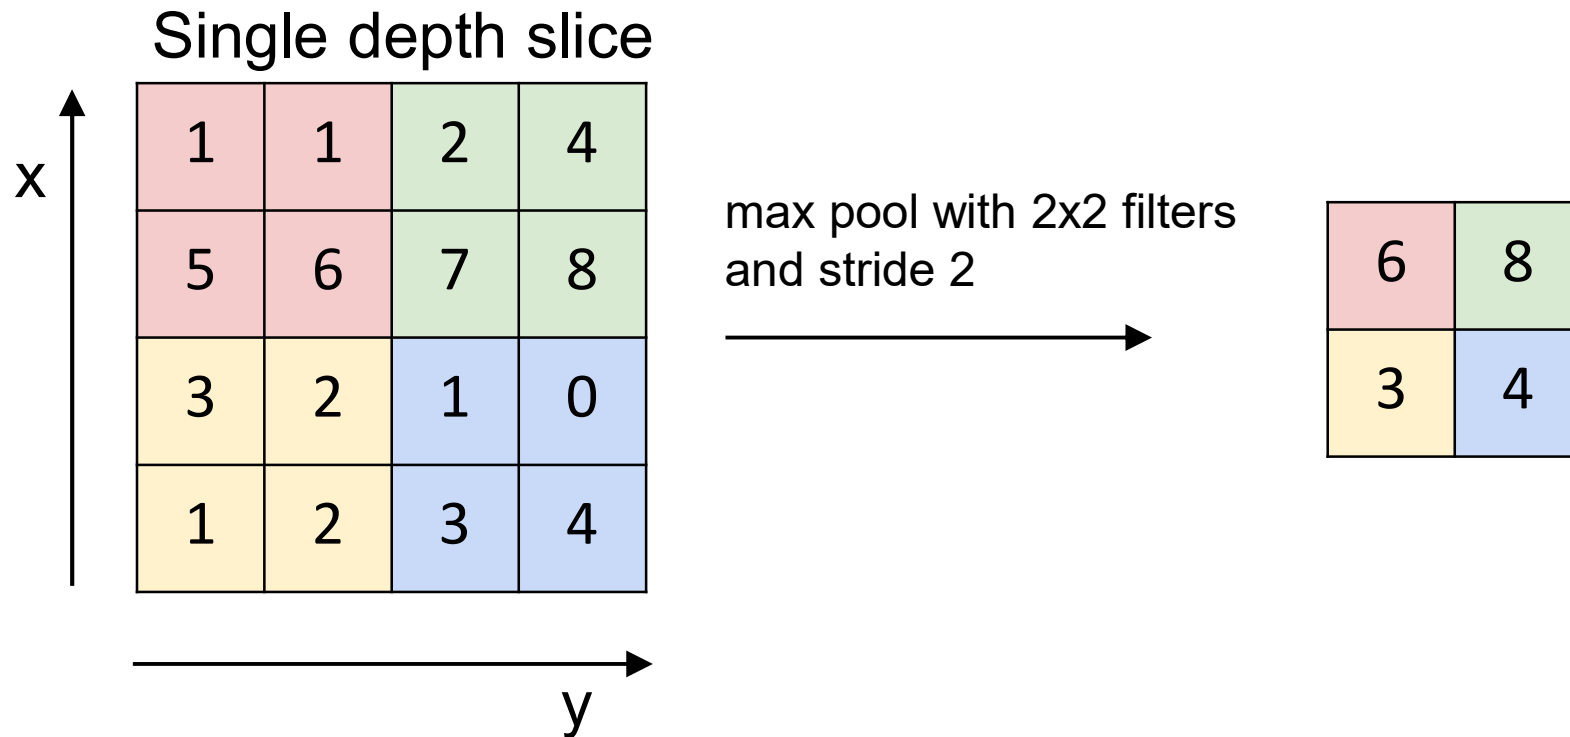 Single depth slice
x
1 1 2 4
5 6 7 8
3 2 1 0
1 2 3 4
y
max pool with 2x2 filters
and stride 2
6 8
3 4